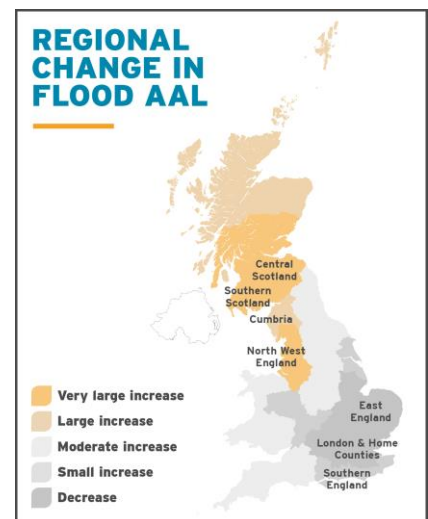 REGIONAL
CHANGE IN
FLOOD AAL
Central
Scotland
Southern
Scotland
Cumbria
North West
England
East
England
London & Home
Counties
Southern
England
Very large increase
Large increase
Moderate increase
Small increase
Decrease